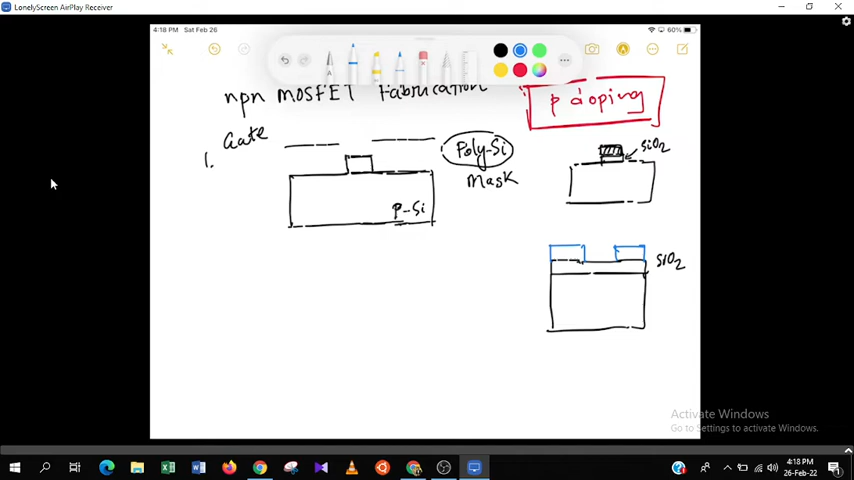 LonelyScreen AirPlay Receiver
4:18 PM Sat Feb 26
60%
A
npn MOSFET Fabrication
p doping
1. Gate
Poly-Si
Mask
SiO2
p-Si
SiO2
Activate Windows
Go to Settings to activate Windows.
4:18 PM
26-Feb-22